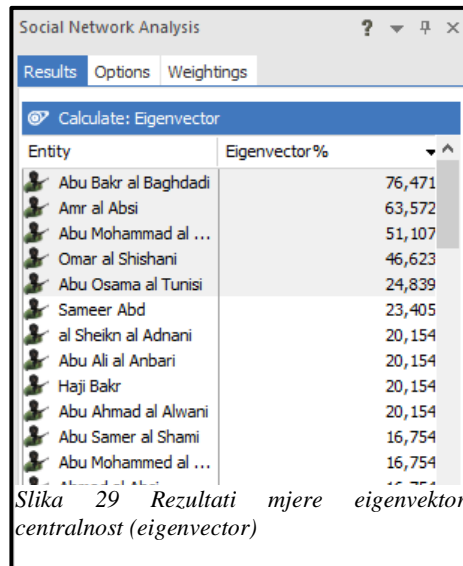 Social Network Analysis ?
Results Options Weightings
Calculate: Eigenvector
Entity Eigenvector%
Abu Bakr al Baghdadi 76,471
Amr al Absi 63,572
Abu Mohammad al ... 51,107
Omar al Shishani 46,623
Abu Osama al Tunisi 24,839
Sameer Abd 23,405
al Sheikn al Adnani 20,154
Abu Ali al Anbari 20,154
Haji Bakr 20,154
Abu Ahmad al Alwani 20,154
Abu Samer al Shami 16,754
Abu Mohammed al ... 16,754
Slika 29 Rezultati mjere eigenvektor
centralnost (eigenvector)